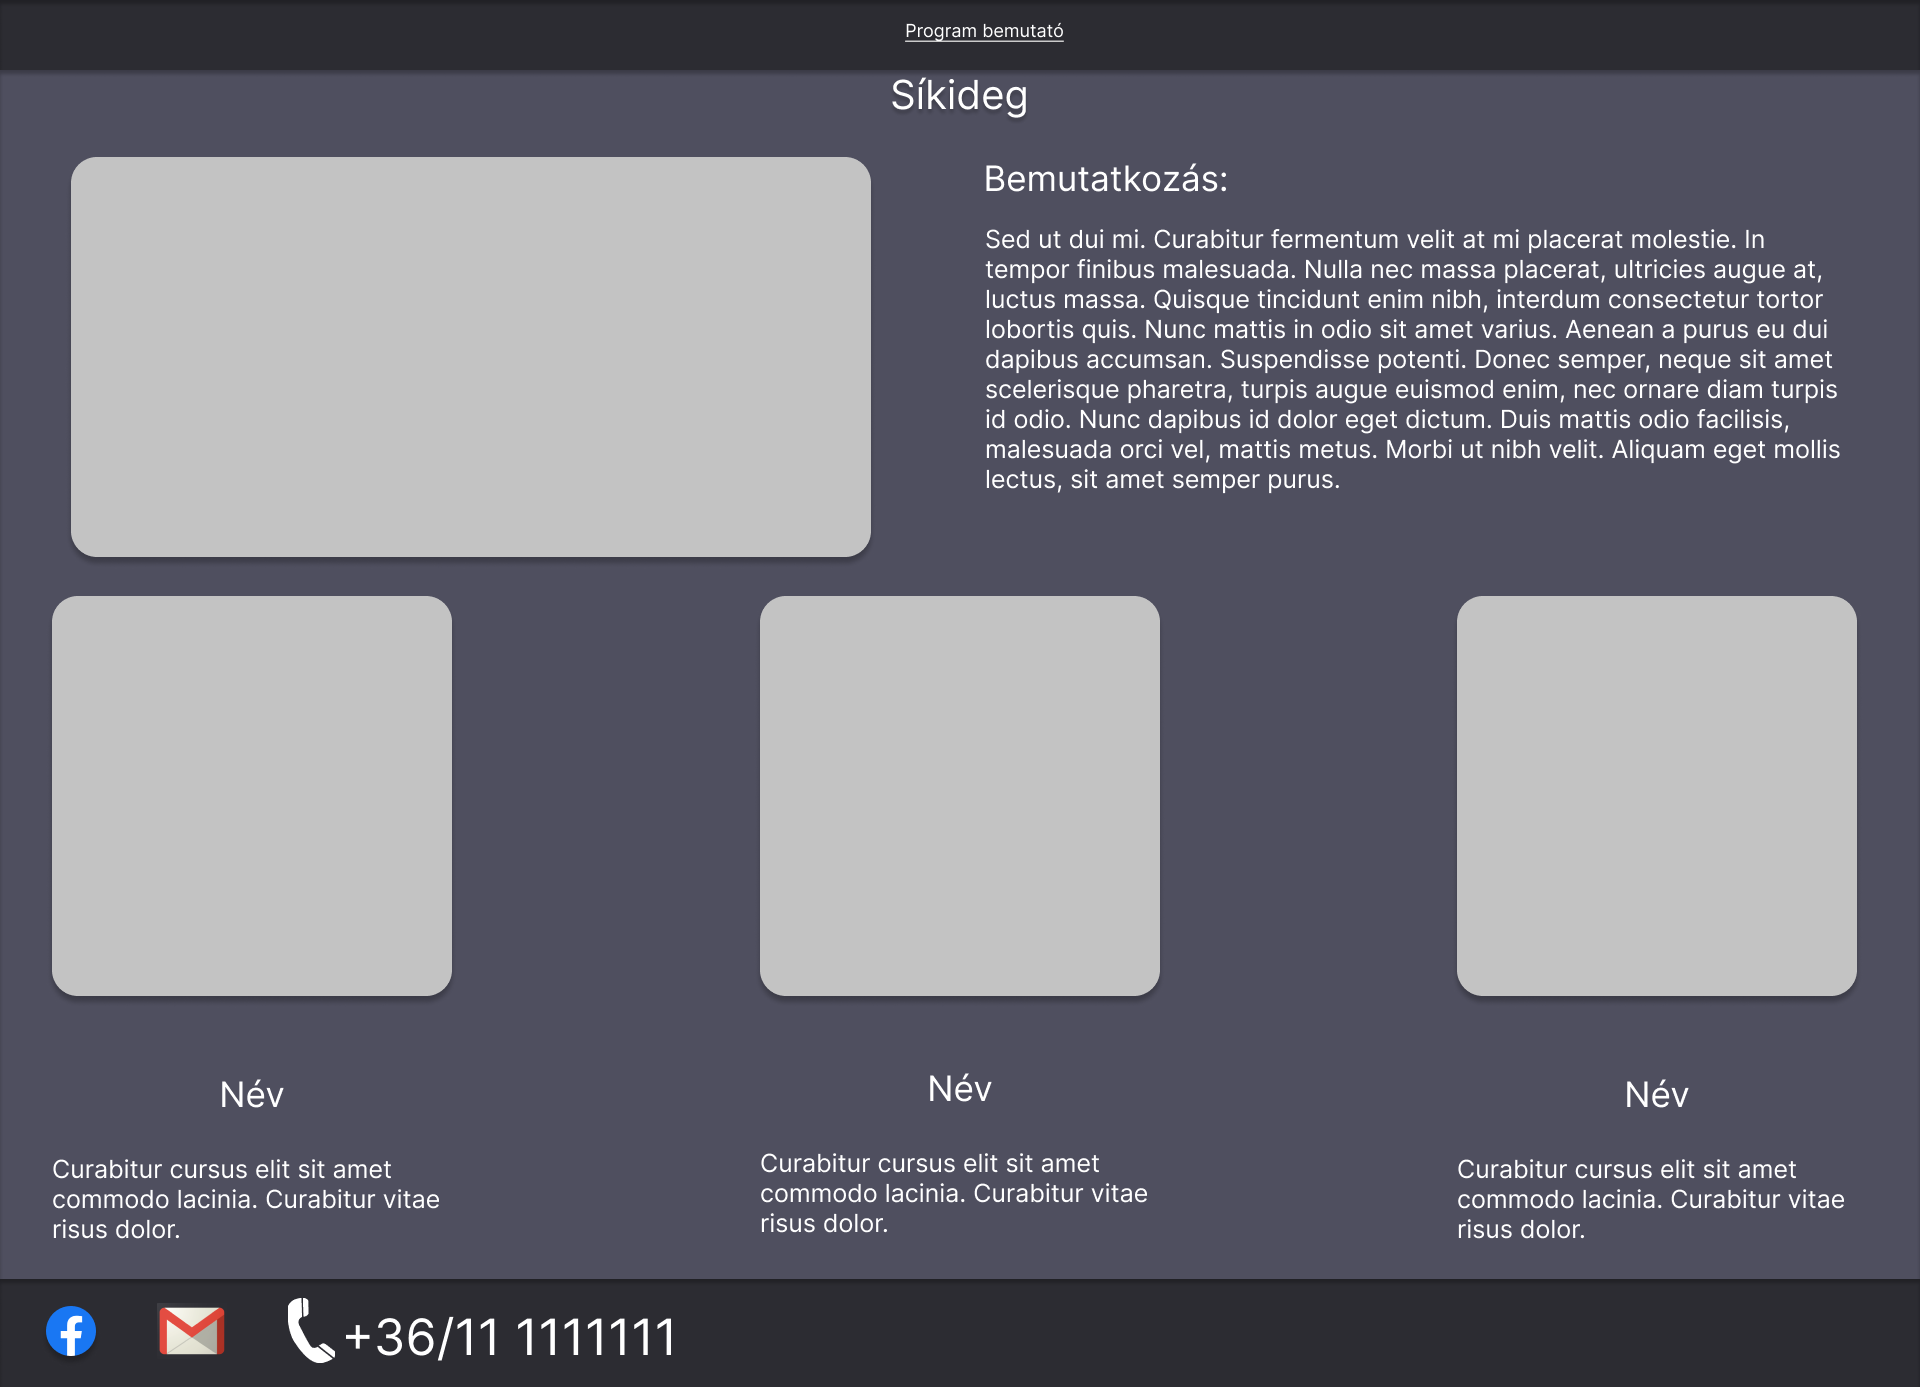 Program bemutató
Síkideg
Bemutatkozás:
Sed ut dui mi. Curabitur fermentum velit at mi placerat molestie. In
tempor finibus malesuada. Nulla nec massa placerat, ultricies augue at,
luctus massa. Quisque tincidunt enim nibh, interdum consectetur tortor
lobortis quis. Nunc mattis in odio sit amet varius. Aenean a purus eu dui
dapibus accumsan. Suspendisse potenti. Donec semper, neque sit amet
scelerisque pharetra, turpis augue euismod enim, nec ornare diam turpis
id odio. Nunc dapibus id dolor eget dictum. Duis mattis odio facilisis,
malesuada orci vel, mattis metus. Morbi ut nibh velit. Aliquam eget mollis
lectus, sit amet semper purus.
Név
Curabitur cursus elit sit amet
commodo lacinia. Curabitur vitae
risus dolor.
Név
Curabitur cursus elit sit amet
commodo lacinia. Curabitur vitae
risus dolor.
Név
Curabitur cursus elit sit amet
commodo lacinia. Curabitur vitae
risus dolor.
+36/11 1111111